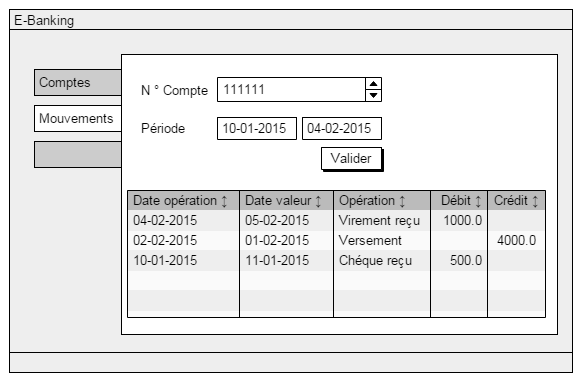 E-Banking
Comptes
Mouvements
N ° Compte 111111
Période 10-01-2015 04-02-2015
Valider
Date opération ↕ Date valeur ↕ Opération ↕ Débit ↕ Crédit ↕
04-02-2015 05-02-2015 Virement reçu 1000.0
02-02-2015 01-02-2015 Versement 4000.0
10-01-2015 11-01-2015 Chéque reçu 500.0